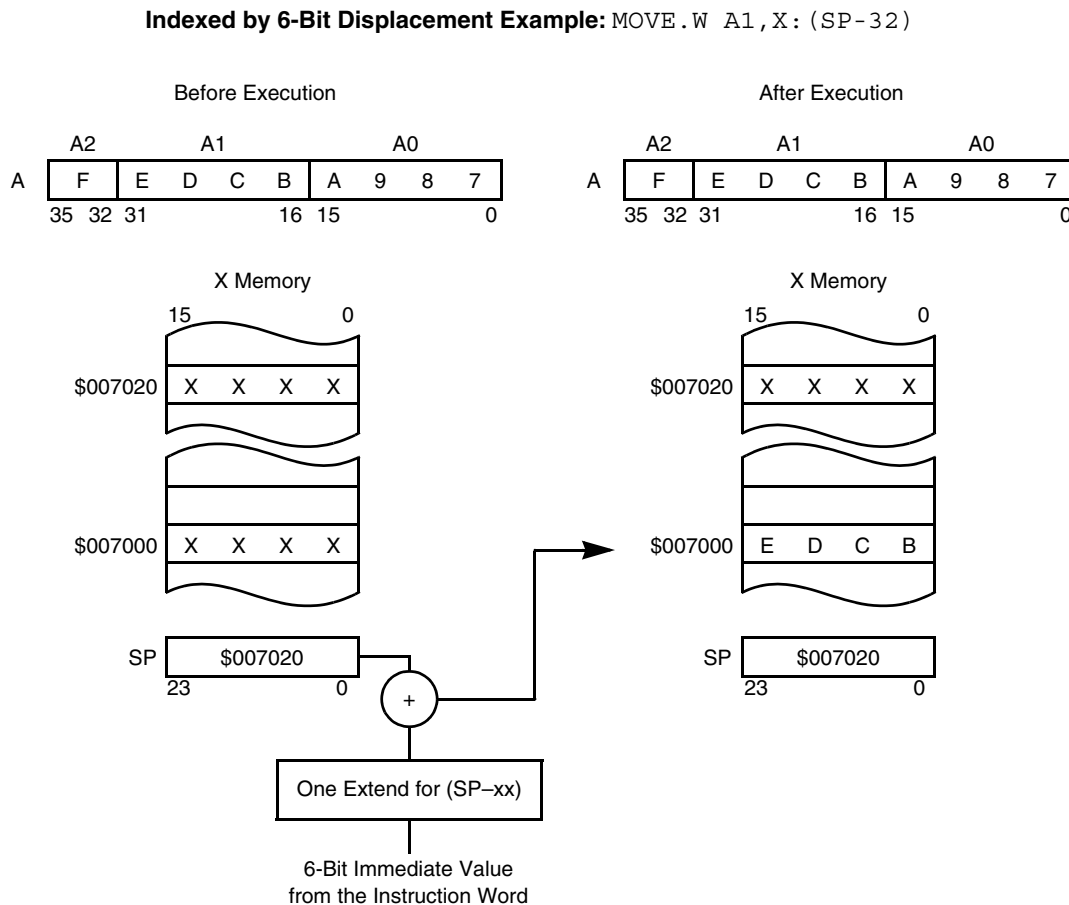 Indexed by 6-Bit Displacement Example: MOVE.W A1,X:(SP-32)
Before Execution
After Execution
A2 A1 A0
A F E D C B A 9 8 7
35 32 31 16 15 0
A2 A1 A0
A F E D C B A 9 8 7
35 32 31 16 15 0
X Memory
15 0
$007020 X X X X
$007000 X X X X
SP $007020
23 0
X Memory
15 0
$007020 X X X X
$007000 E D C B
SP $007020
23 0
+
One Extend for (SP–xx)
6-Bit Immediate Value
from the Instruction Word